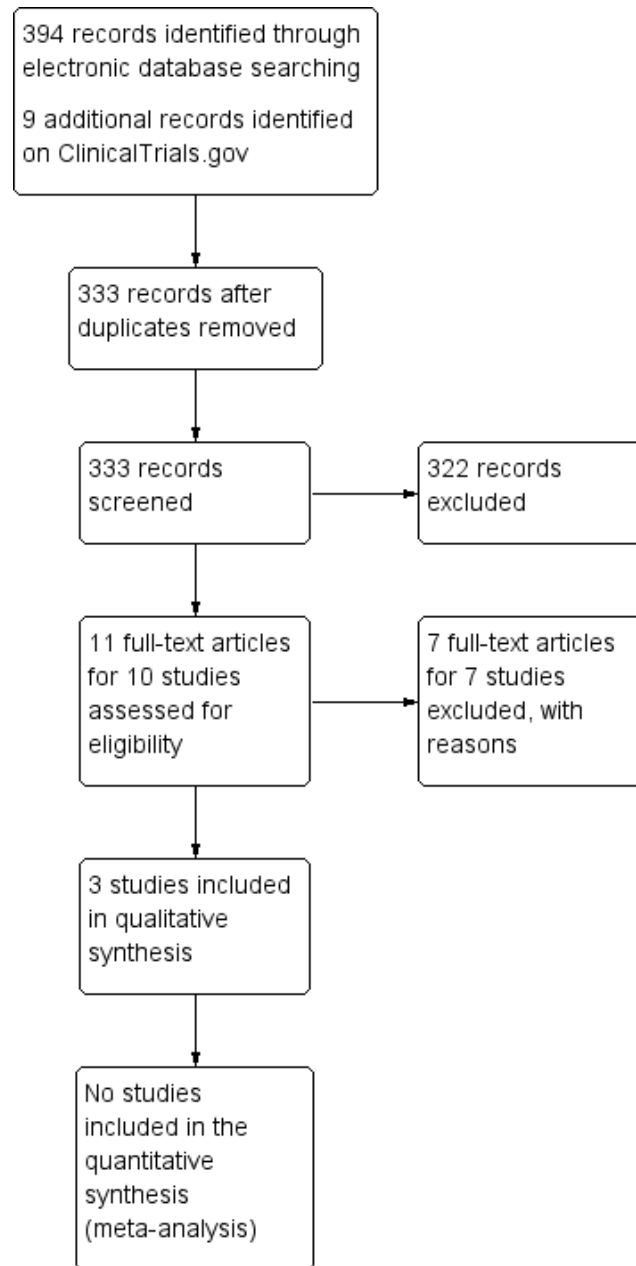 394 records identified through
electronic database searching
9 additional records identified
on ClinicalTrials.gov
333 records after
duplicates removed
333 records
screened
322 records
excluded
11 full-text articles
for 10 studies
assessed for
eligibility
7 full-text articles
for 7 studies
excluded, with
reasons
3 studies included
in qualitative
synthesis
No studies
included in the
quantitative
synthesis
(meta-analysis)